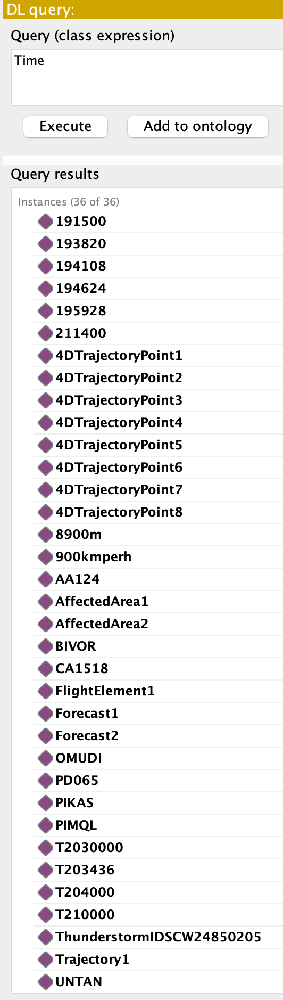 DL query:
Query (class expression)
Time
Execute Add to ontology
Query results
Instances (36 of 36)
191500
193820
194108
194624
195928
211400
4DTrajectoryPoint1
4DTrajectoryPoint2
4DTrajectoryPoint3
4DTrajectoryPoint4
4DTrajectoryPoint5
4DTrajectoryPoint6
4DTrajectoryPoint7
4DTrajectoryPoint8
8900m
900kmperh
AA124
AffectedArea1
AffectedArea2
BIVOR
CA1518
FlightElement1
Forecast1
Forecast2
OMUDI
PD065
PIKAS
PIMQL
T2030000
T203436
T204000
T210000
ThunderstormIDSCW24850205
Trajectory1
UNTAN